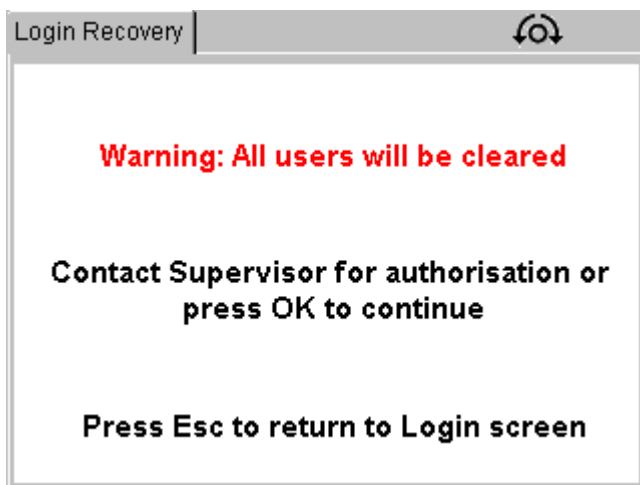 Login Recovery
Warning: All users will be cleared
Contact Supervisor for authorisation or
press OK to continue
Press Esc to return to Login screen